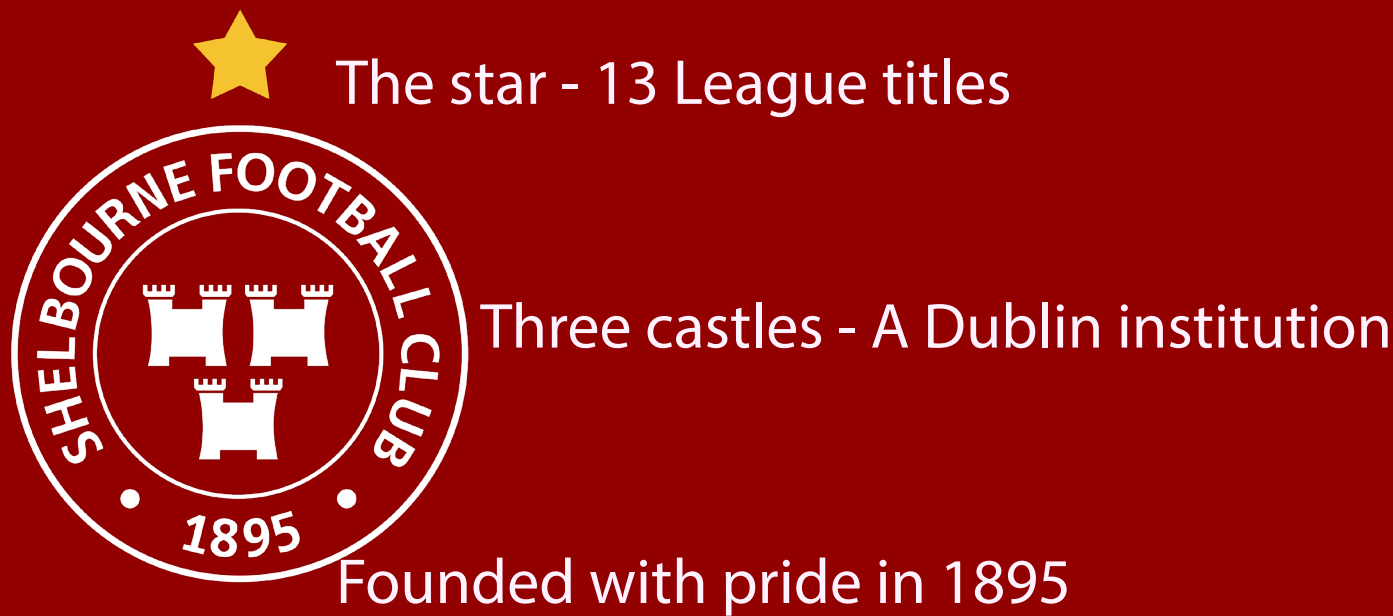 The star - 13 League titles
SHELBOURNE FOOTBALL CLUB
Three castles - A Dublin institution
1895
Founded with pride in 1895